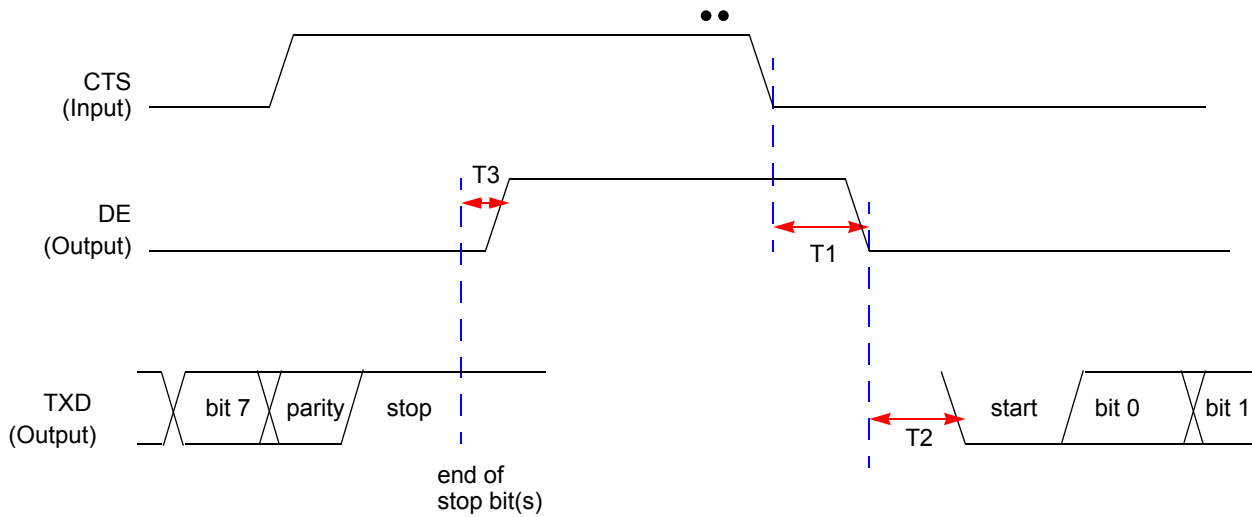 CTS
(Input)
T3
DE
(Output)
T1
TXD
(Output)
bit 7
parity
stop
T2
start
bit 0
bit 1
end of
stop bit(s)